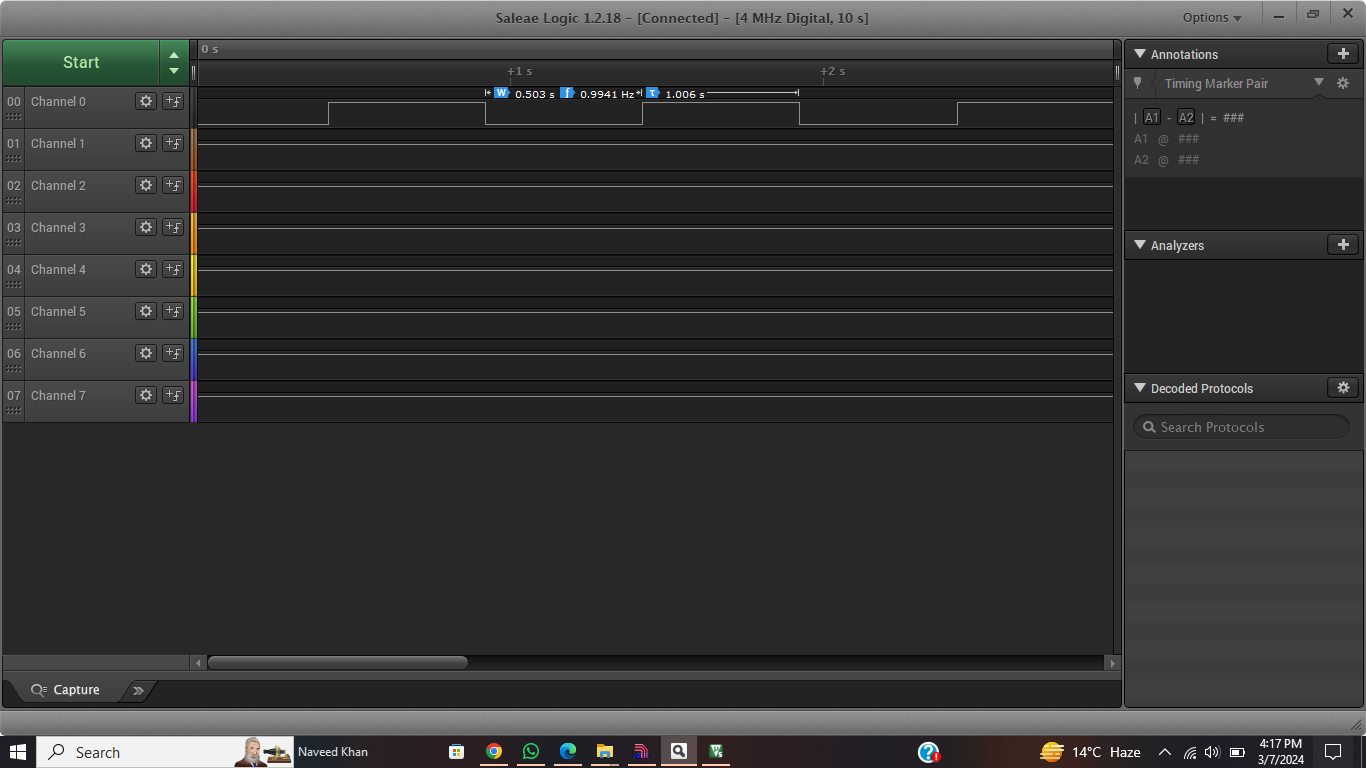 Saleae Logic 1.2.18 - [Connected] - [4 MHz Digital, 10 s]
Options
Start
0 s
+1 s
+2 s
W 0.503 s f 0.9941 Hz τ 1.006 s
00 Channel 0
01 Channel 1
02 Channel 2
03 Channel 3
04 Channel 4
05 Channel 5
06 Channel 6
07 Channel 7
Annotations
Timing Marker Pair
| A1 - A2 | = ###
A1 @ ###
A2 @ ###
Analyzers
Decoded Protocols
Search Protocols
Capture
Search
Naveed Khan
14°C Haze
4:17 PM
3/7/2024